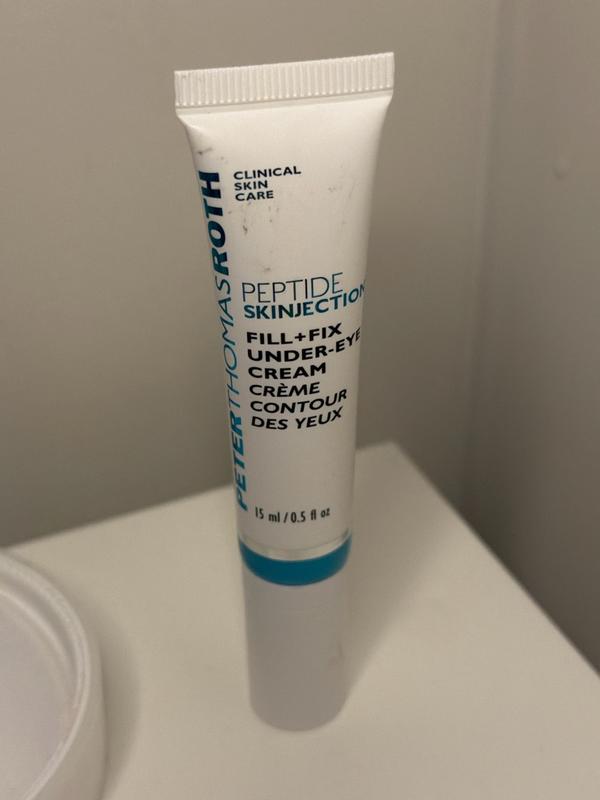 PETERTHOMASROTH
CLINICAL
SKIN
CARE
PEPTIDE
SKINJECTION
FILL+FIX
UNDER-EYE
CREAM
CRÈME
CONTOUR
DES YEUX
15 ml / 0.5 fl oz